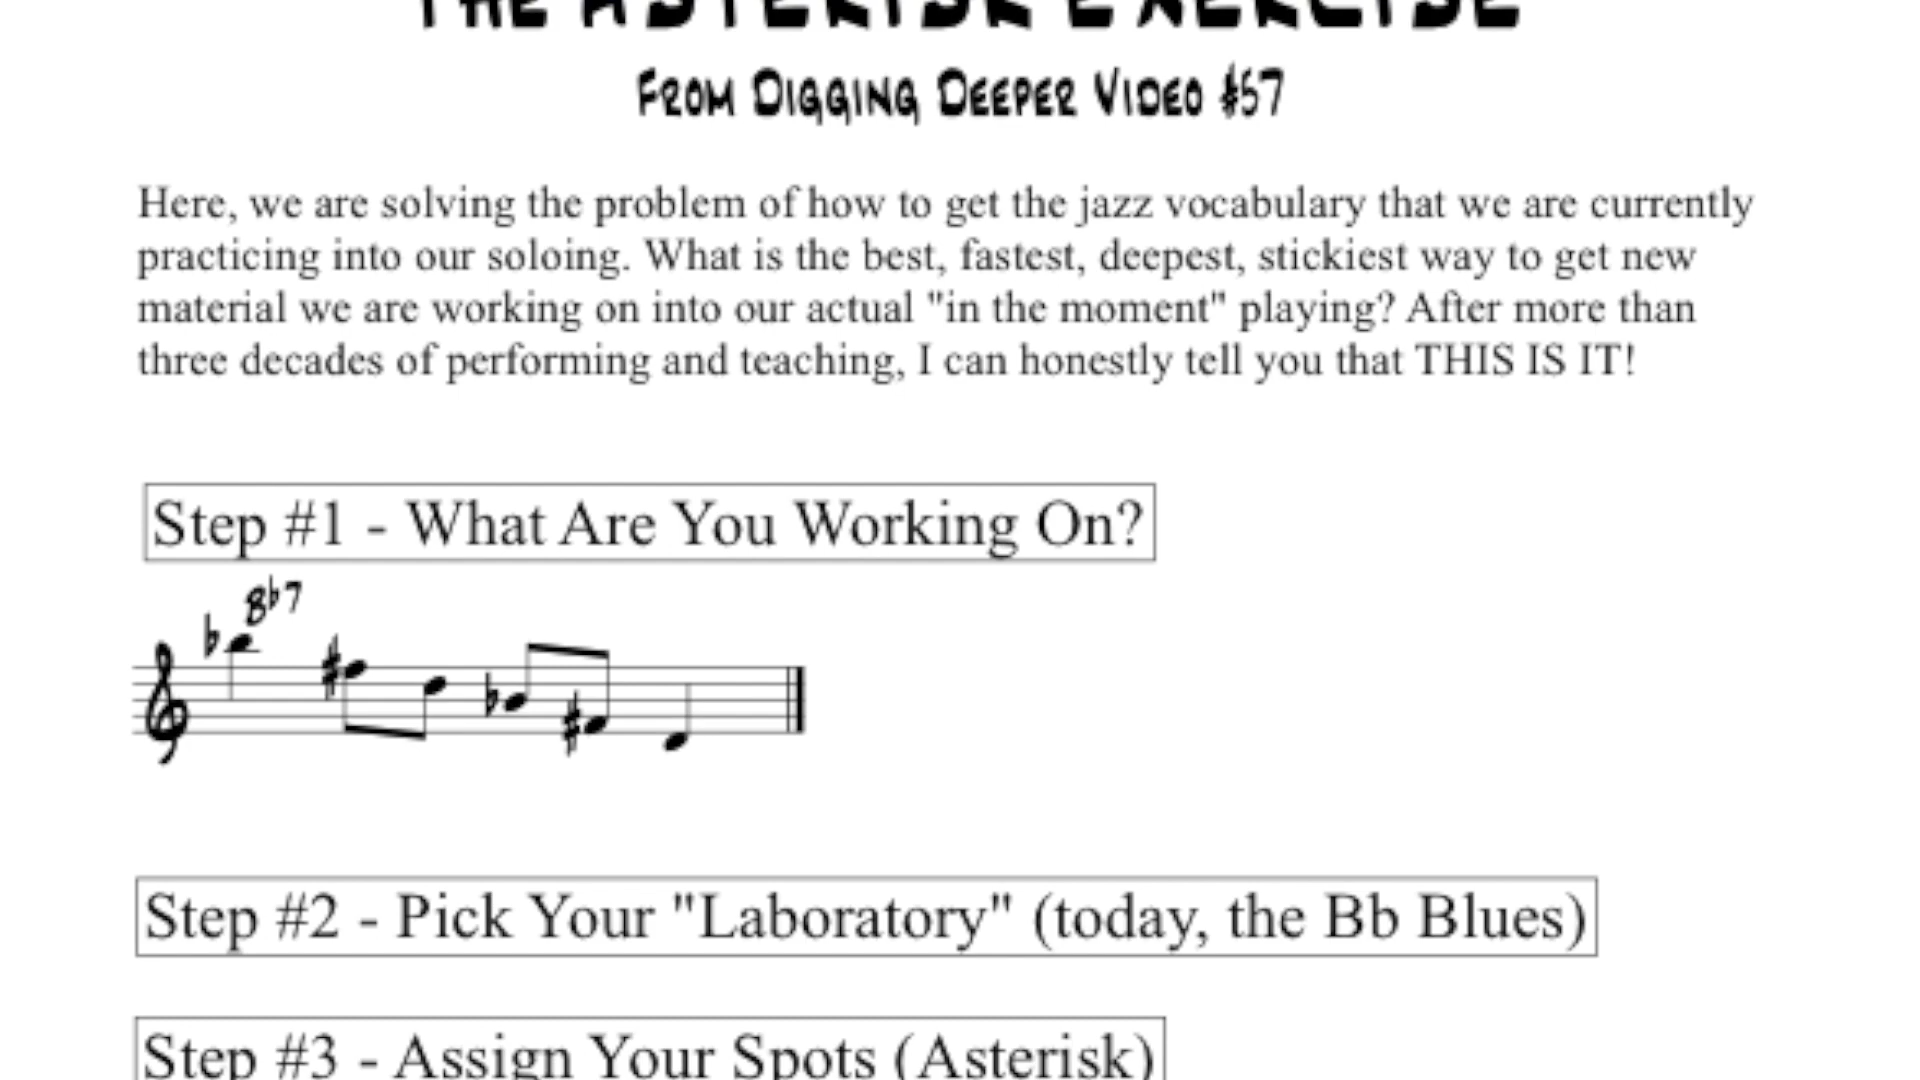 THE ASTERISK EXERCISE
FROM DIGGING DEEPER VIDEO #57
Here, we are solving the problem of how to get the jazz vocabulary that we are currently
practicing into our soloing. What is the best, fastest, deepest, stickiest way to get new
material we are working on into our actual "in the moment" playing? After more than
three decades of performing and teaching, I can honestly tell you that THIS IS IT!
Step #1 - What Are You Working On?
B♭7
Step #2 - Pick Your "Laboratory" (today, the Bb Blues)
Step #3 - Assign Your Spots (Asterisk)